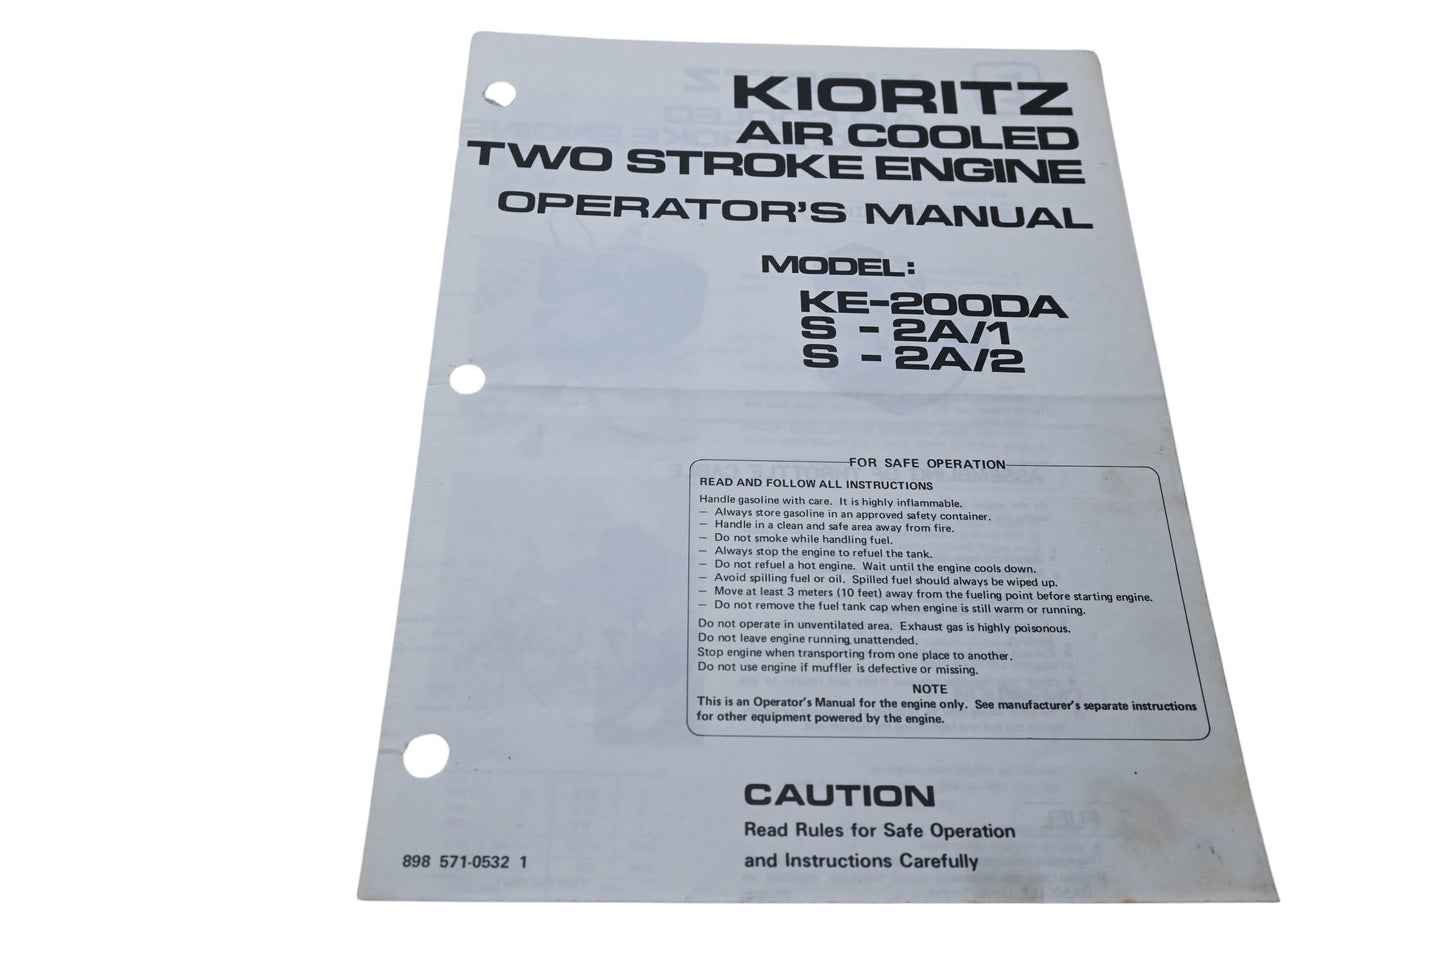 KIORITZ
AIR COOLED
TWO STROKE ENGINE
OPERATOR'S MANUAL
MODEL:
KE-200DA
S - 2A/1
S - 2A/2
FOR SAFE OPERATION
READ AND FOLLOW ALL INSTRUCTIONS
Handle gasoline with care. It is highly inflammable.
— Always store gasoline in an approved safety container.
— Handle in a clean and safe area away from fire.
— Do not smoke while handling fuel.
— Always stop the engine to refuel the tank.
— Do not refuel a hot engine. Wait until the engine cools down.
— Avoid spilling fuel or oil. Spilled fuel should always be wiped up.
— Move at least 3 meters (10 feet) away from the fueling point before starting engine.
— Do not remove the fuel tank cap when engine is still warm or running.
Do not operate in unventilated area. Exhaust gas is highly poisonous.
Do not leave engine running unattended.
Stop engine when transporting from one place to another.
Do not use engine if muffler is defective or missing.
NOTE
This is an Operator's Manual for the engine only. See manufacturer's separate instructions
for other equipment powered by the engine.
CAUTION
Read Rules for Safe Operation
and Instructions Carefully
898 571-0532 1